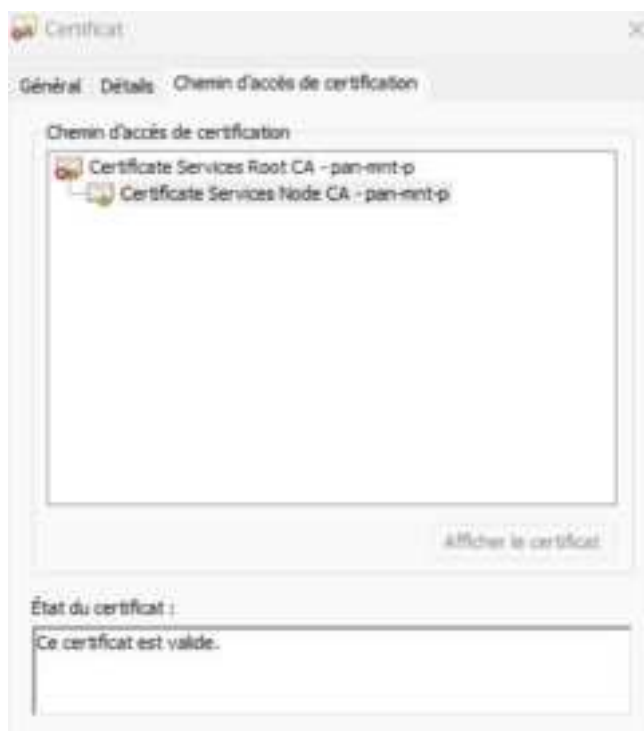 Certificat
Général Détails Chemin d'accès de certification
Chemin d'accès de certification
Certificate Services Root CA - pan-mnt-p
Certificate Services Node CA - pan-mnt-p
Afficher le certificat
État du certificat :
Ce certificat est valide.